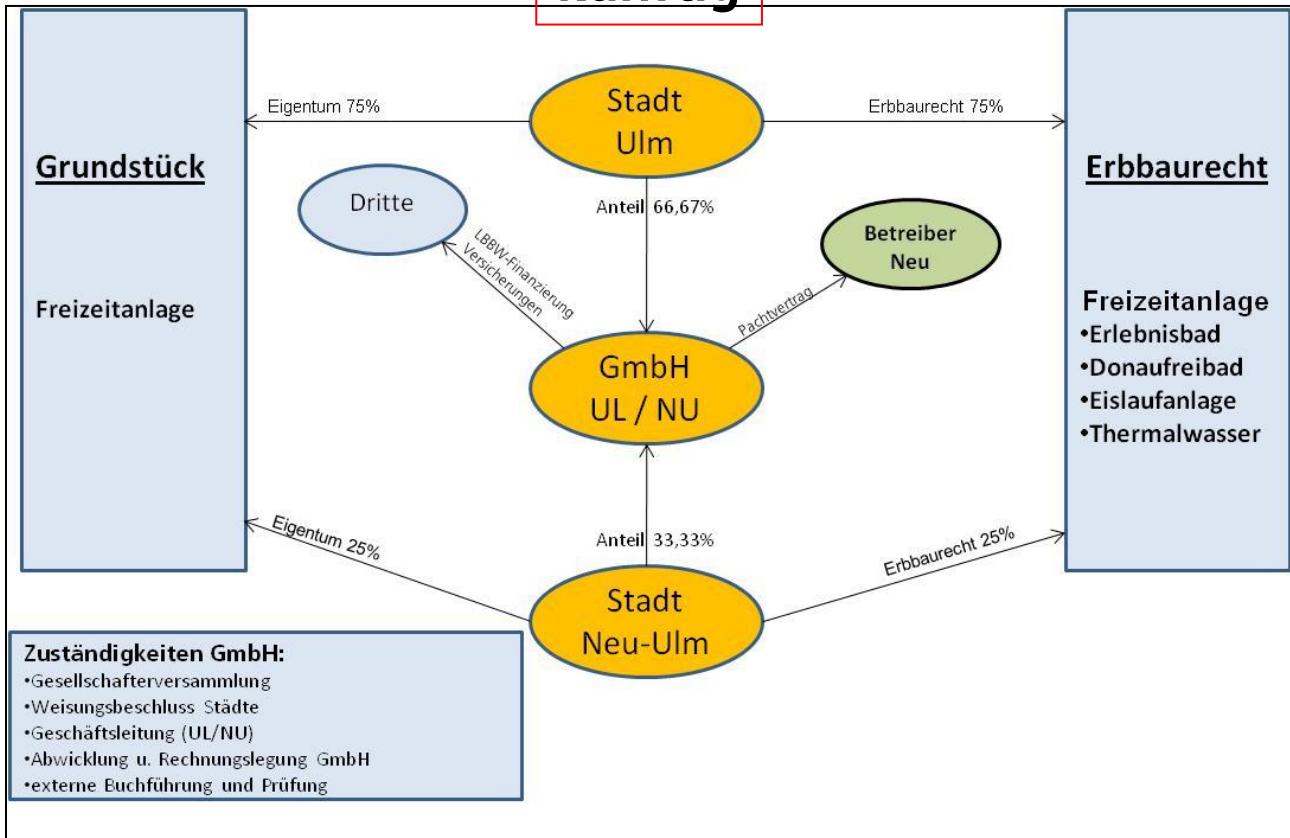 Eigentum 75%
Stadt
Ulm
Erbbaurecht 75%
Grundstück
Freizeitanlage
Dritte
Anteil 66,67%
Betreiber
Neu
Erbbaurecht
Freizeitanlage
•Erlebnisbad
•Donaufreibad
•Eislaufanlage
•Thermalwasser
LBBW-Finanzierung
Versicherungen
Pachtvertrag
GmbH
UL / NU
Eigentum 25%
Anteil 33,33%
Erbbaurecht 25%
Stadt
Neu-Ulm
Zuständigkeiten GmbH:
•Gesellschafterversammlung
•Weisungsbeschluss Städte
•Geschäftsleitung (UL/NU)
•Abwicklung u. Rechnungslegung GmbH
•externe Buchführung und Prüfung